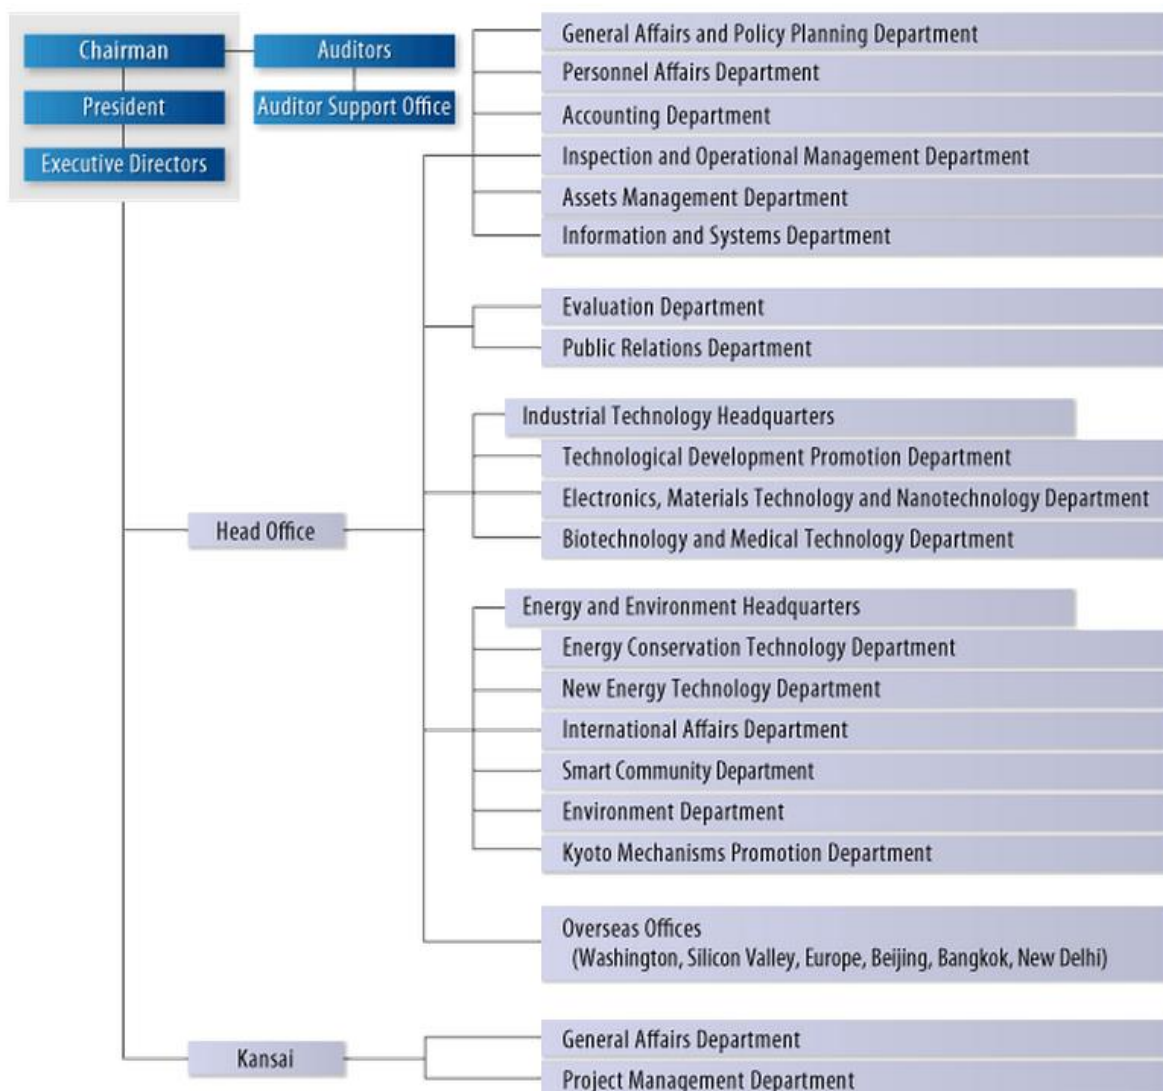 Chairman
Auditors
President
Auditor Support Office
Executive Directors
General Affairs and Policy Planning Department
Personnel Affairs Department
Accounting Department
Inspection and Operational Management Department
Assets Management Department
Information and Systems Department
Evaluation Department
Public Relations Department
Head Office
Industrial Technology Headquarters
Technological Development Promotion Department
Electronics, Materials Technology and Nanotechnology Department
Biotechnology and Medical Technology Department
Energy and Environment Headquarters
Energy Conservation Technology Department
New Energy Technology Department
International Affairs Department
Smart Community Department
Environment Department
Kyoto Mechanisms Promotion Department
Overseas Offices
(Washington, Silicon Valley, Europe, Beijing, Bangkok, New Delhi)
Kansai
General Affairs Department
Project Management Department